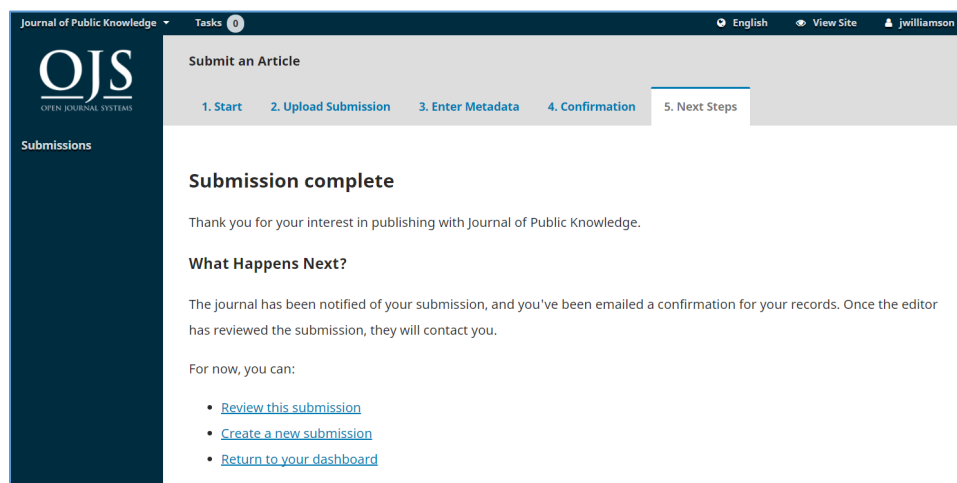 Journal of Public Knowledge Tasks 0 English View Site jwilliamson
OJS
OPEN JOURNAL SYSTEMS
Submissions
Submit an Article
1. Start 2. Upload Submission 3. Enter Metadata 4. Confirmation 5. Next Steps
Submission complete
Thank you for your interest in publishing with Journal of Public Knowledge.
What Happens Next?
The journal has been notified of your submission, and you've been emailed a confirmation for your records. Once the editor
has reviewed the submission, they will contact you.
For now, you can:
Review this submission
Create a new submission
Return to your dashboard